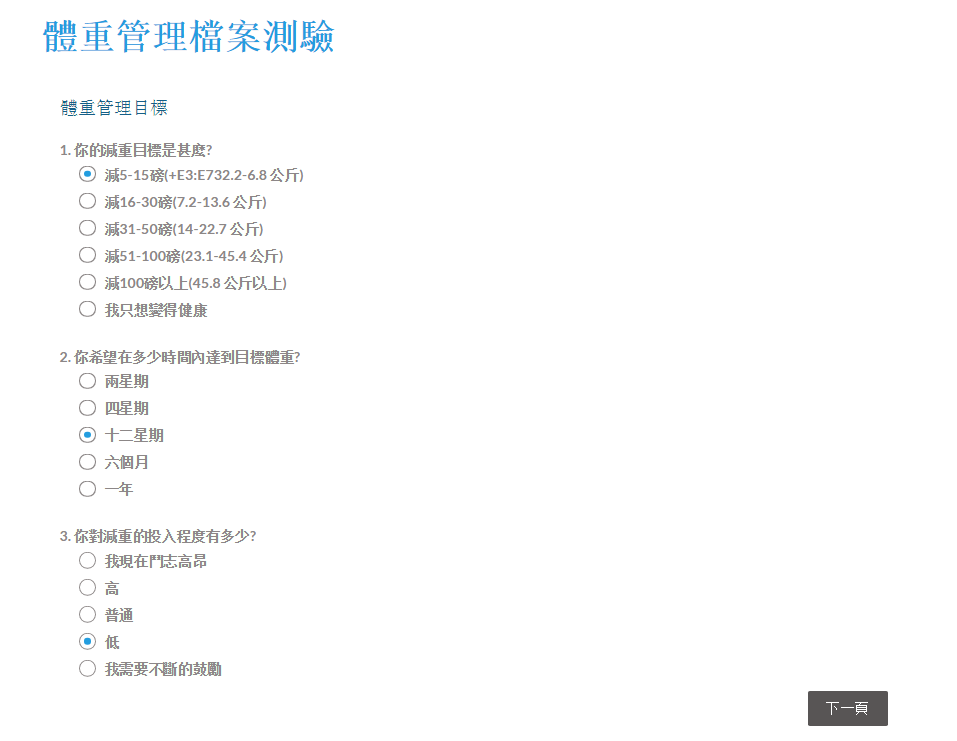 體重管理檔案測驗
體重管理目標
1. 你的減重目標是甚麼?
減5-15磅(+E3:E732.2-6.8 公斤)
減16-30磅(7.2-13.6 公斤)
減31-50磅(14-22.7 公斤)
減51-100磅(23.1-45.4 公斤)
減100磅以上(45.8 公斤以上)
我只想變得健康
2. 你希望在多少時間內達到目標體重?
兩星期
四星期
十二星期
六個月
一年
3. 你對減重的投入程度有多少?
我現在鬥志高昂
高
普通
低
我需要不斷的鼓勵
下一頁